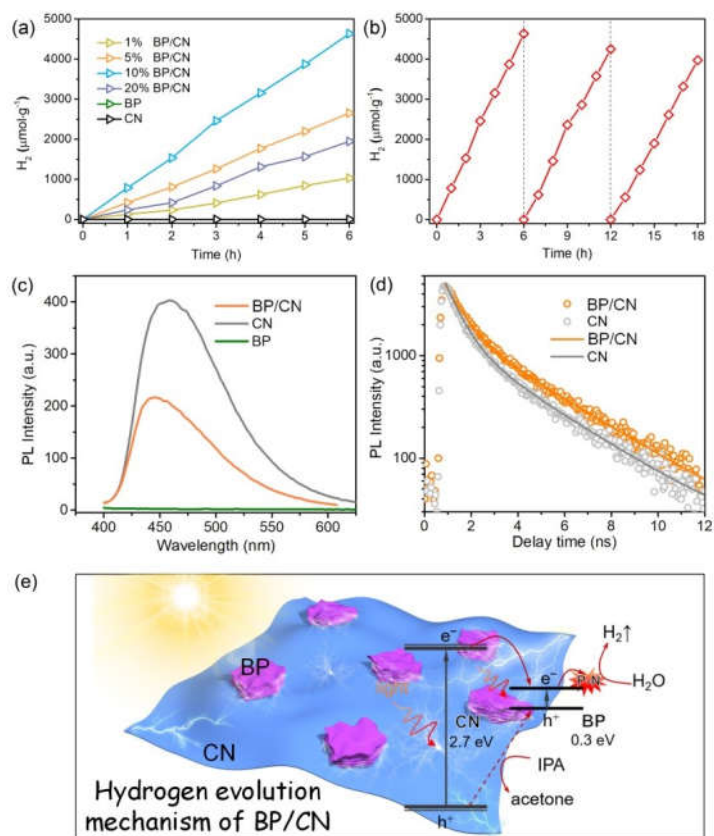 (a)
H₂ (μmol·g⁻¹)
5000
4000
3000
2000
1000
0
1% BP/CN
5% BP/CN
10% BP/CN
20% BP/CN
BP
CN
0 1 2 3 4 5 6
Time (h)
(b)
H₂ (μmol·g⁻¹)
5000
4000
3000
2000
1000
0
0 3 6 9 12 15 18
Time (h)
(c)
PL Intensity (a.u.)
400
300
200
100
0
BP/CN
CN
BP
400 450 500 550 600
Wavelength (nm)
(d)
PL Intensity (a.u.)
1000
100
BP/CN
CN
BP/CN
CN
0 2 4 6 8 10 12
Delay time (ns)
(e)
BP
CN
e⁻
H₂↑
e⁻
P-N
H₂O
CN
2.7 eV
h⁺
BP
0.3 eV
IPA
acetone
h⁺
Hydrogen evolution
mechanism of BP/CN